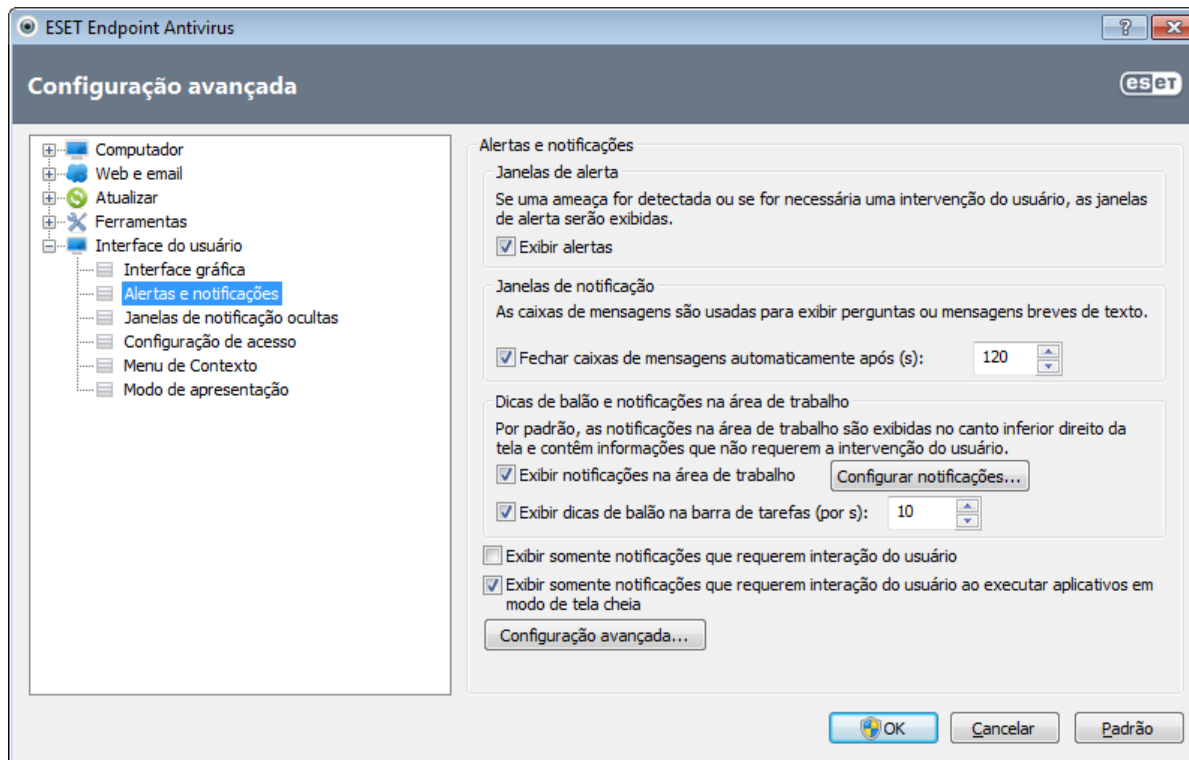 ESET Endpoint Antivirus
Configuração avançada
eset
Computador
Web e email
Atualizar
Ferramentas
Interface do usuário
Interface gráfica
Alertas e notificações
Janelas de notificação ocultas
Configuração de acesso
Menu de Contexto
Modo de apresentação
Alertas e notificações
Janelas de alerta
Se uma ameaça for detectada ou se for necessária uma intervenção do usuário, as janelas
de alerta serão exibidas.
Exibir alertas
Janelas de notificação
As caixas de mensagens são usadas para exibir perguntas ou mensagens breves de texto.
Fechar caixas de mensagens automaticamente após (s): 120
Dicas de balão e notificações na área de trabalho
Por padrão, as notificações na área de trabalho são exibidas no canto inferior direito da
tela e contêm informações que não requerem a intervenção do usuário.
Exibir notificações na área de trabalho Configurar notificações...
Exibir dicas de balão na barra de tarefas (por s): 10
Exibir somente notificações que requerem interação do usuário
Exibir somente notificações que requerem interação do usuário ao executar aplicativos em
modo de tela cheia
Configuração avançada...
OK Cancelar Padrão